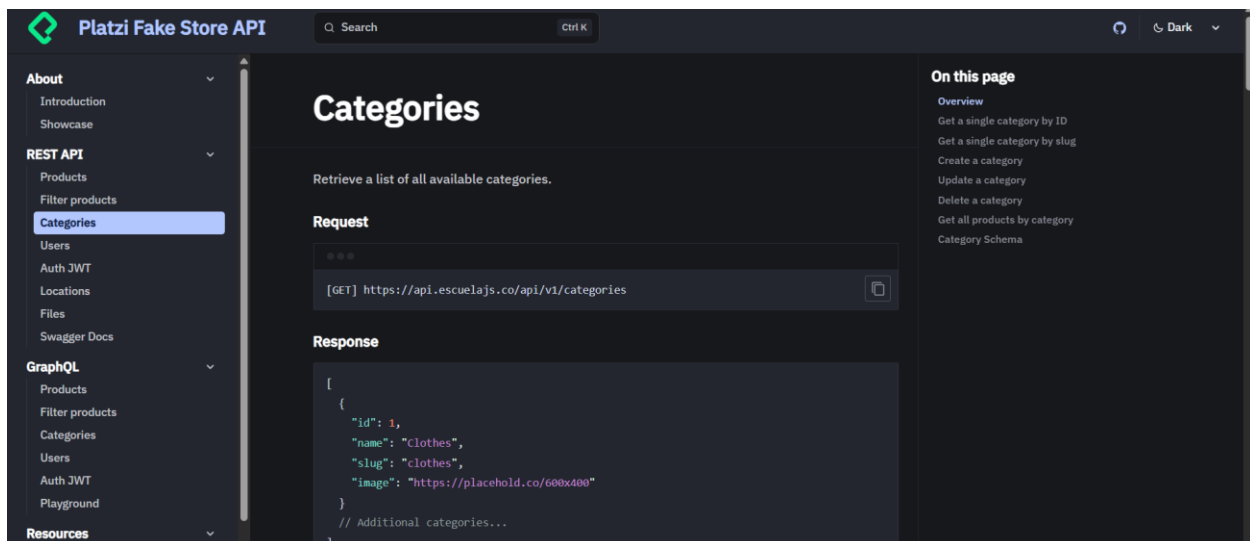 Platzi Fake Store API
Search
Ctrl K
Dark
About
Introduction
Showcase
REST API
Products
Filter products
Categories
Users
Auth JWT
Locations
Files
Swagger Docs
GraphQL
Products
Filter products
Categories
Users
Auth JWT
Playground
Resources
Categories
Retrieve a list of all available categories.
Request
[GET] https://api.escuelajs.co/api/v1/categories
Response
[
{
"id": 1,
"name": "Clothes",
"slug": "clothes",
"image": "https://placehold.co/600x400"
}
// Additional categories...
On this page
Overview
Get a single category by ID
Get a single category by slug
Create a category
Update a category
Delete a category
Get all products by category
Category Schema